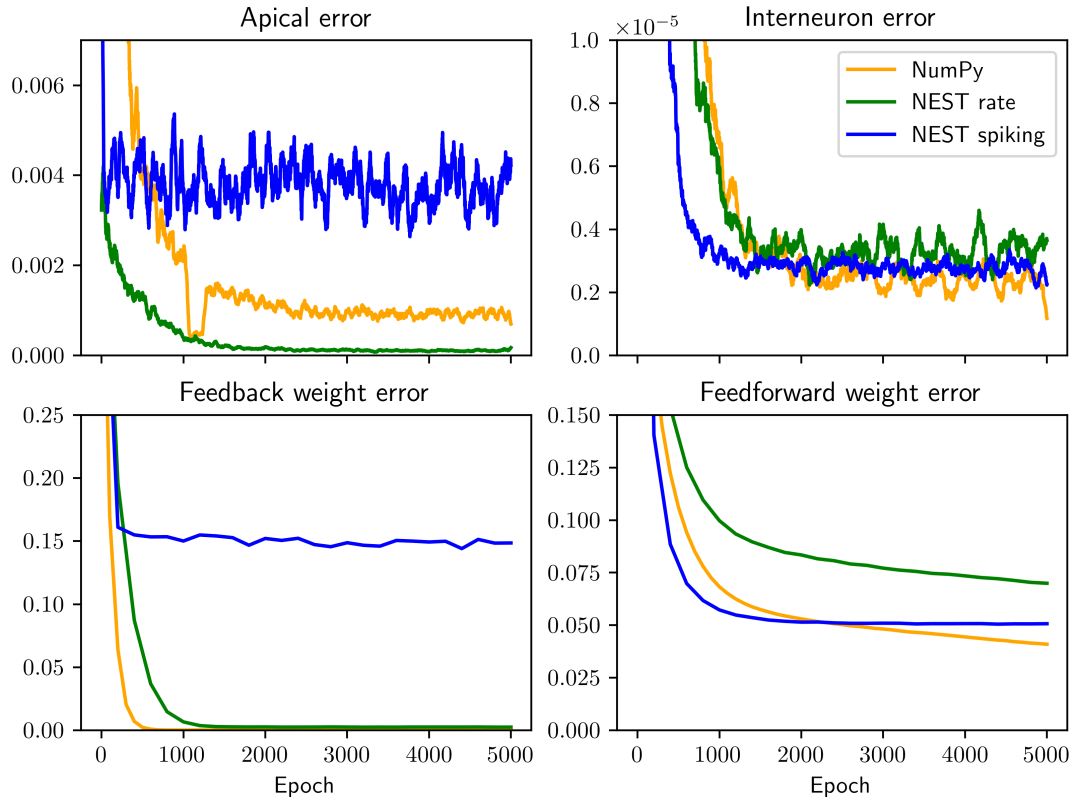 Apical error
Interneuron error
×10⁻⁵
0.006
0.004
0.002
0.000
1.0
0.8
0.6
0.4
0.2
0.0
NumPy
NEST rate
NEST spiking
Feedback weight error
Feedforward weight error
0.25
0.20
0.15
0.10
0.05
0.00
0 1000 2000 3000 4000 5000
Epoch
0.150
0.125
0.100
0.075
0.050
0.025
0.000
0 1000 2000 3000 4000 5000
Epoch